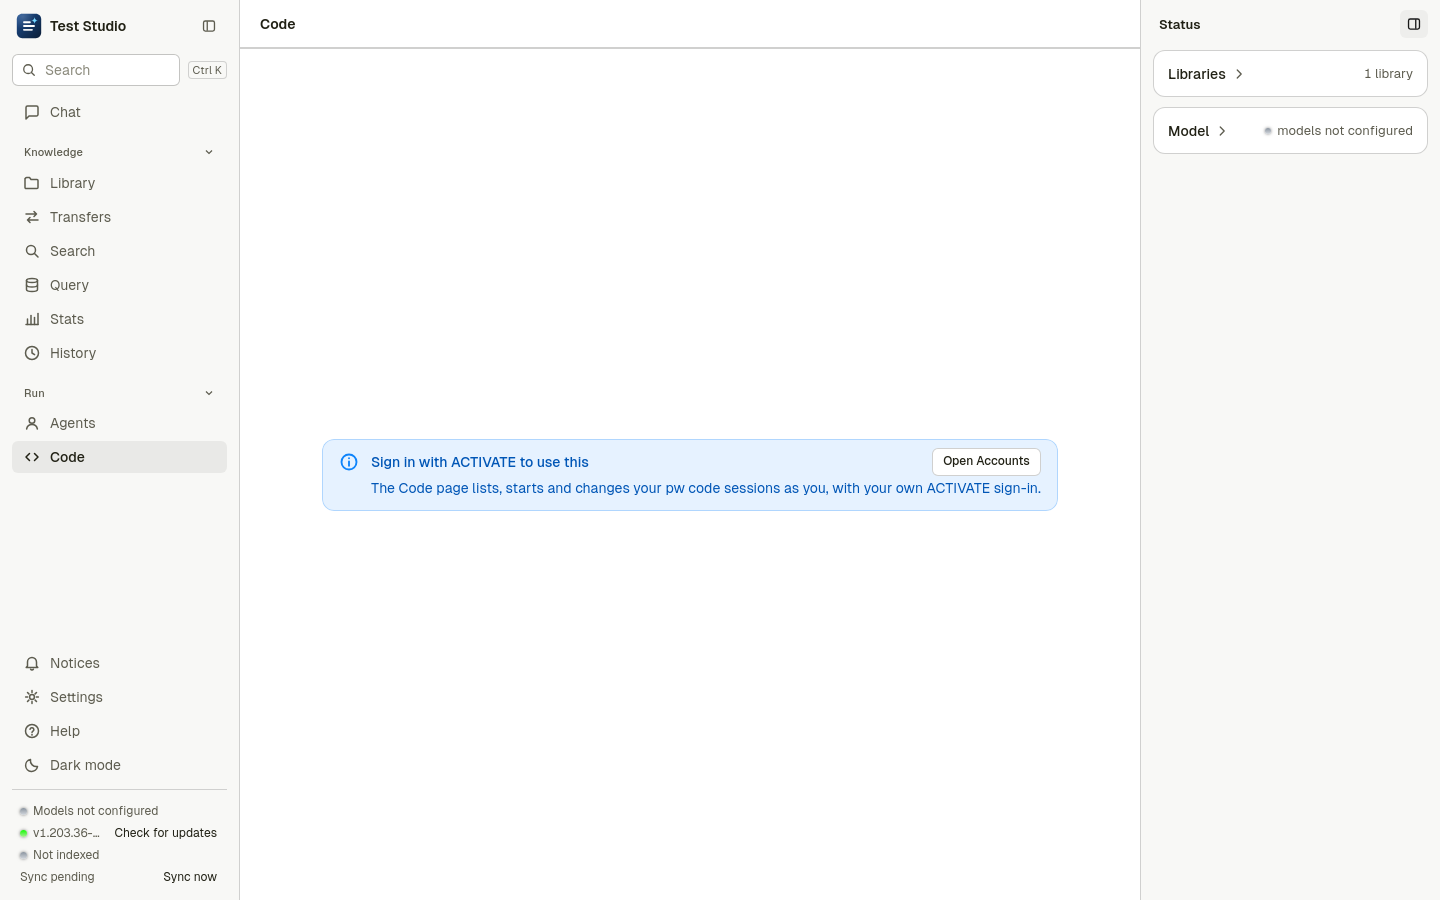 Test Studio
Search
Ctrl K
Chat
Knowledge
Library
Transfers
Search
Query
Stats
History
Run
Agents
Code
Notices
Settings
Help
Dark mode
Models not configured
v1.203.36-… Check for updates
Not indexed
Sync pending Sync now
Code
Sign in with ACTIVATE to use this
Open Accounts
The Code page lists, starts and changes your pw code sessions as you, with your own ACTIVATE sign-in.
Status
Libraries 1 library
Model models not configured